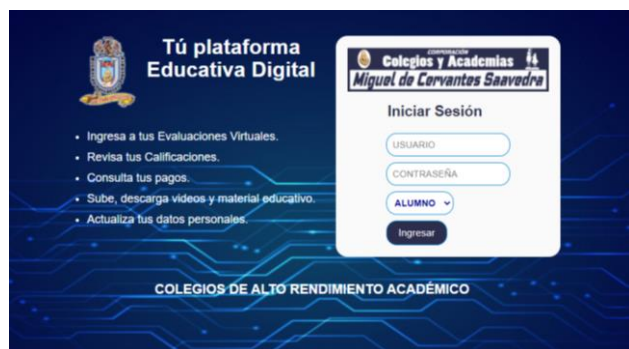 Tú plataforma
Educativa Digital
• Ingresa a tus Evaluaciones Virtuales.
• Revisa tus Calificaciones.
• Consulta tus pagos.
• Sube, descarga videos y material educativo.
• Actualiza tus datos personales.
CORPORACIÓN
Colegios y Academias
Miguel de Cervantes Saavedra
Iniciar Sesión
USUARIO
CONTRASEÑA
ALUMNO
Ingresar
COLEGIOS DE ALTO RENDIMIENTO ACADÉMICO